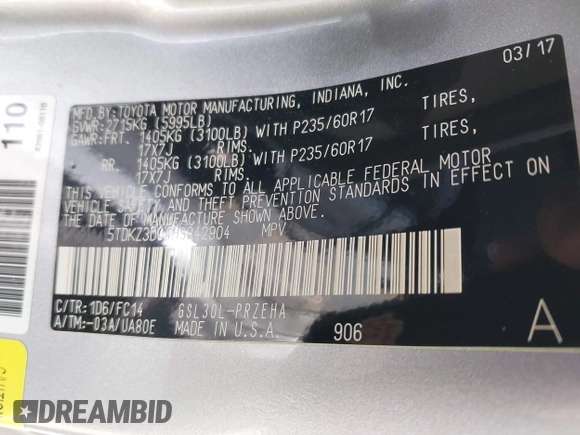 03/17
MFD.BY:TOYOTA MOTOR MANUFACTURING, INDIANA, INC.
GVWR:2715KG (5995LB)
GAWR:FRT. 1405KG (3100LB) WITH P235/60R17 TIRES,
17X7J RIMS.
RR. 1405KG (3100LB) WITH P235/60R17 TIRES,
17X7J RIMS.
THIS VEHICLE CONFORMS TO ALL APPLICABLE FEDERAL MOTOR
VEHICLE SAFETY AND THEFT PREVENTION STANDARDS IN EFFECT ON
THE DATE OF MANUFACTURE SHOWN ABOVE.
MPV
C/TR:1D6/FC14 GSL30L-PRZEHA
A/TM:-03A/UA80E MADE IN U.S.A. 906
A
110
DREAMBID